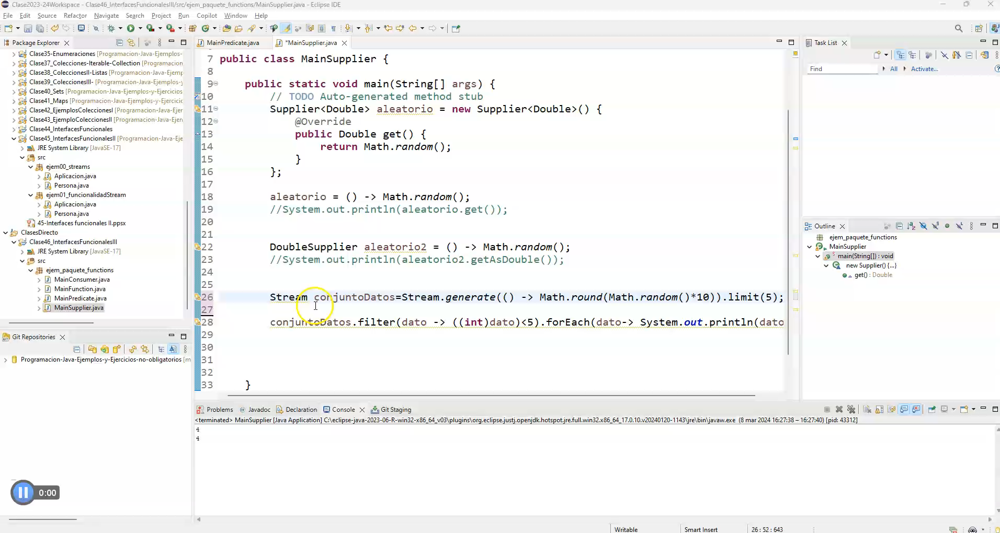 Clase2023-24Workspace - Clase46_InterfacesFuncionalesIII/src/ejem_paquete_functions/MainSupplier.java - Eclipse IDE
File Edit Source Refactor Navigate Search Project Run Copilot Window Help
Package Explorer
Clase35-Enumeraciones [Programacion-Java-Ejemplos-
Clase37_Colecciones-Iterable-Collection [Programacion
Clase38_ColeccionesII-Listas [Programacion-Java-Ejemp
Clase39_ColeccionesIII- [Programacion-Java-Ejemplos-y
Clase40_Sets [Programacion-Java-Ejemplos-y-Ejercicios
Clase41_Maps [Programacion-Java-Ejemplos-y-Ejercicio
Clase42_EjemplosColeccionesI [Programacion-Java-Ejer
Clase43_EjemploColeccionesII [Programacion-Java-Ejen
Clase44_InterfacesFuncionales
Clase45_InterfacesFuncionalesII [Programacion-Java-Eje
JRE System Library [JavaSE-17]
src
ejem00_streams
Aplicacion.java
Persona.java
ejem01_funcionalidadStream
Aplicacion.java
Persona.java
45-Interfaces funcionales II.ppsx
ClasesDirecto
Clase46_InterfacesFuncionalesIII
JRE System Library [JavaSE-17]
src
ejem_paquete_functions
MainConsumer.java
MainFunction.java
MainPredicate.java
MainSupplier.java
Git Repositories
Programacion-Java-Ejemplos-y-Ejercicios-no-obligatorios [m
0:00
MainPredicate.java *MainSupplier.java
7 public class MainSupplier {
8
9 public static void main(String[] args) {
10 // TODO Auto-generated method stub
11 Supplier<Double> aleatorio = new Supplier<Double>() {
12 @Override
13 public Double get() {
14 return Math.random();
15 }
16 };
17
18 aleatorio = () -> Math.random();
19 //System.out.println(aleatorio.get());
20
21
22 DoubleSupplier aleatorio2 = () -> Math.random();
23 //System.out.println(aleatorio2.getAsDouble());
24
25
26 Stream conjuntoDatos=Stream.generate(() -> Math.round(Math.random()*10)).limit(5);
27
28 conjuntoDatos.filter(dato -> ((int)dato)<5).forEach(dato-> System.out.println(dato
29
30
31
32
33 }
Problems Javadoc Declaration Console Git Staging
<terminated> MainSupplier [Java Application] C:\eclipse-java-2023-06-R-win32-x86_64_v03\plugins\org.eclipse.justj.openjdk.hotspot.jre.full.win32.x86_64_17.0.10.v20240120-1143\jre\bin\javaw.exe (8 mar 2024 16:27:38 – 16:27:40) [pid: 43312]
4
4
Task List
Find All Activate...
Outline
ejem_paquete_functions
MainSupplier
main(String[]) : void
new Supplier() {...}
get() : Double
Writable Smart Insert 26 : 52 : 643